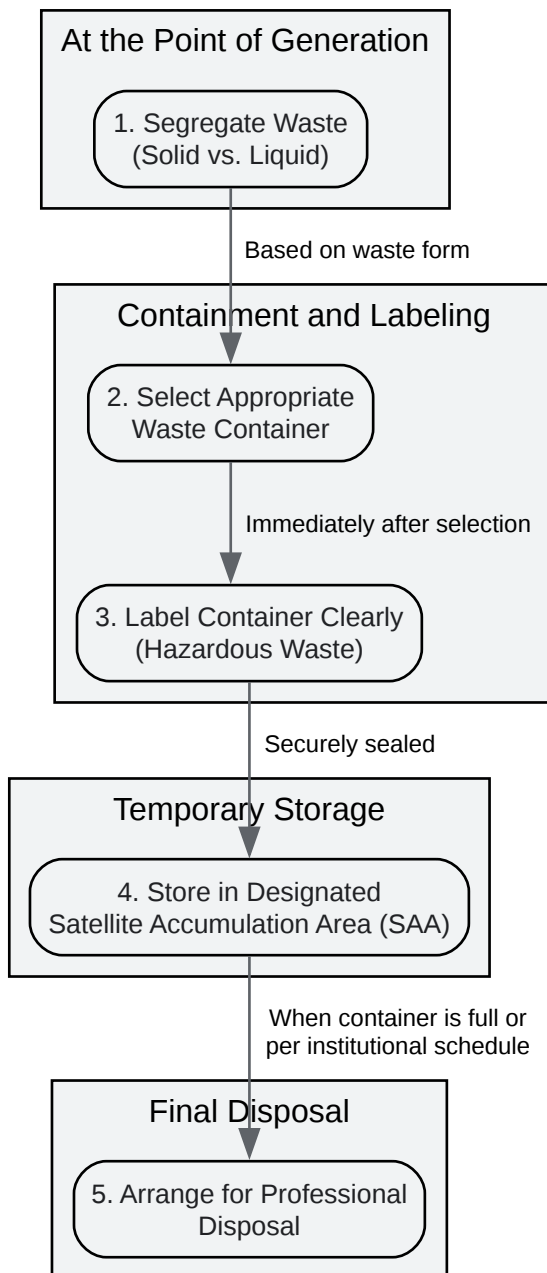 At the Point of Generation
1. Segregate Waste
(Solid vs. Liquid)
Based on waste form
Containment and Labeling
2. Select Appropriate
Waste Container
Immediately after selection
3. Label Container Clearly
(Hazardous Waste)
Securely sealed
Temporary Storage
4. Store in Designated
Satellite Accumulation Area (SAA)
When container is full or
per institutional schedule
Final Disposal
5. Arrange for Professional
Disposal